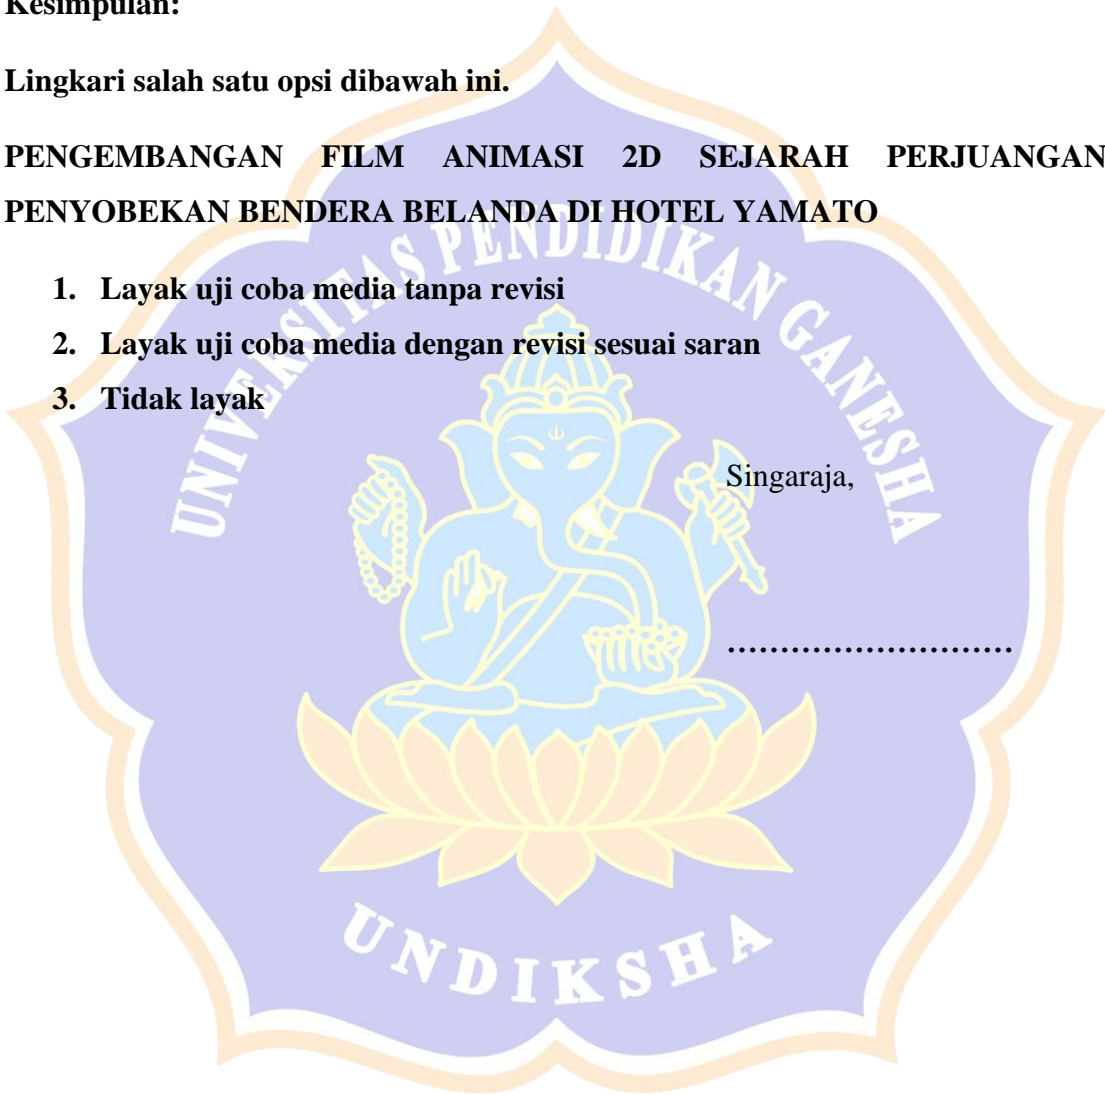 Kesimpulan:
Lingkari salah satu opsi dibawah ini.
PENGEMBANGAN FILM ANIMASI 2D SEJARAH PERJUANGAN
PENYOBEKAN BENDERA BELANDA DI HOTEL YAMATO
1. Layak uji coba media tanpa revisi
2. Layak uji coba media dengan revisi sesuai saran
3. Tidak layak
Singaraja,
...........................
UNIVERSITAS PENDIDIKAN GANESHA
UNDIKSHA